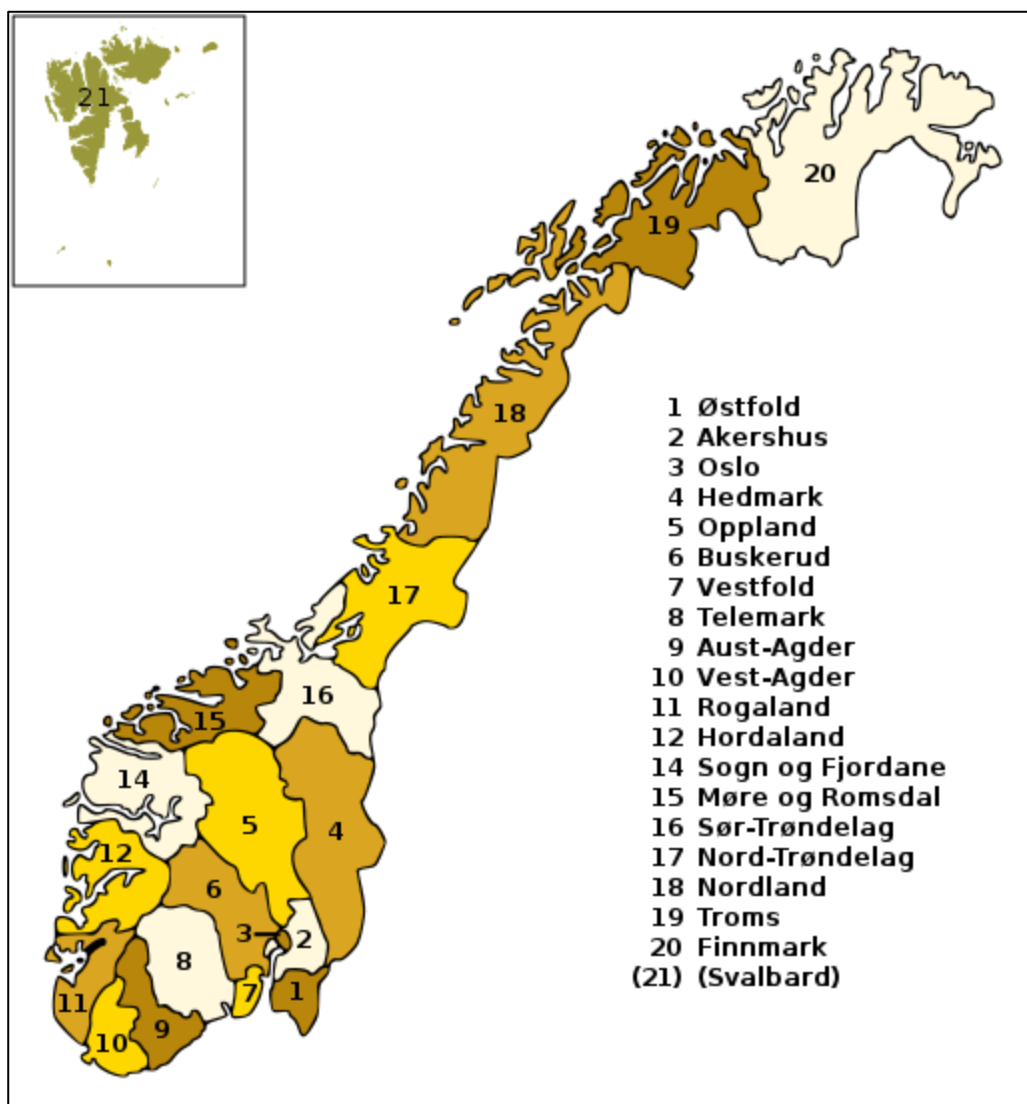 21
20
19
18
17
16
15
14
5
4
12
6
3
2
8
11
7
1
10
9
1 Østfold
2 Akershus
3 Oslo
4 Hedmark
5 Oppland
6 Buskerud
7 Vestfold
8 Telemark
9 Aust-Agder
10 Vest-Agder
11 Rogaland
12 Hordaland
14 Sogn og Fjordane
15 Møre og Romsdal
16 Sør-Trøndelag
17 Nord-Trøndelag
18 Nordland
19 Troms
20 Finnmark
(21) (Svalbard)